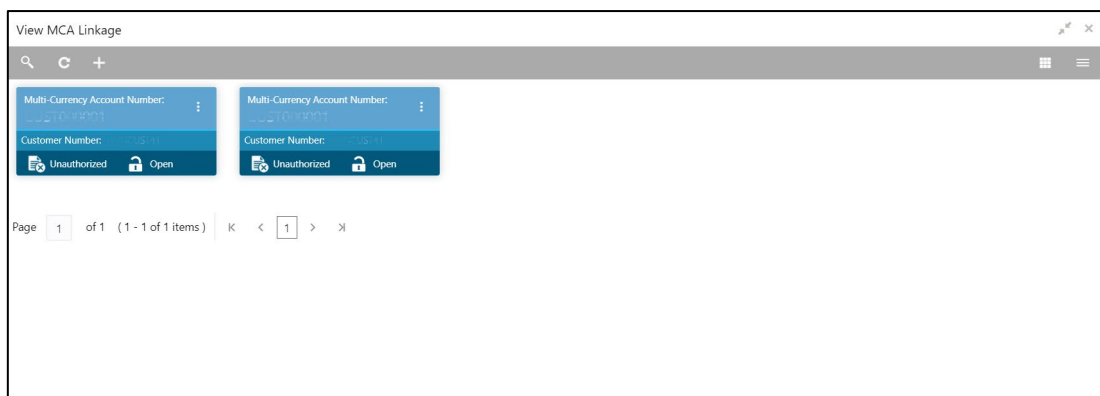 View MCA Linkage
Multi-Currency Account Number:
Customer Number:
Unauthorized Open
Multi-Currency Account Number:
Customer Number:
Unauthorized Open
Page 1 of 1 ( 1 - 1 of 1 items ) 1